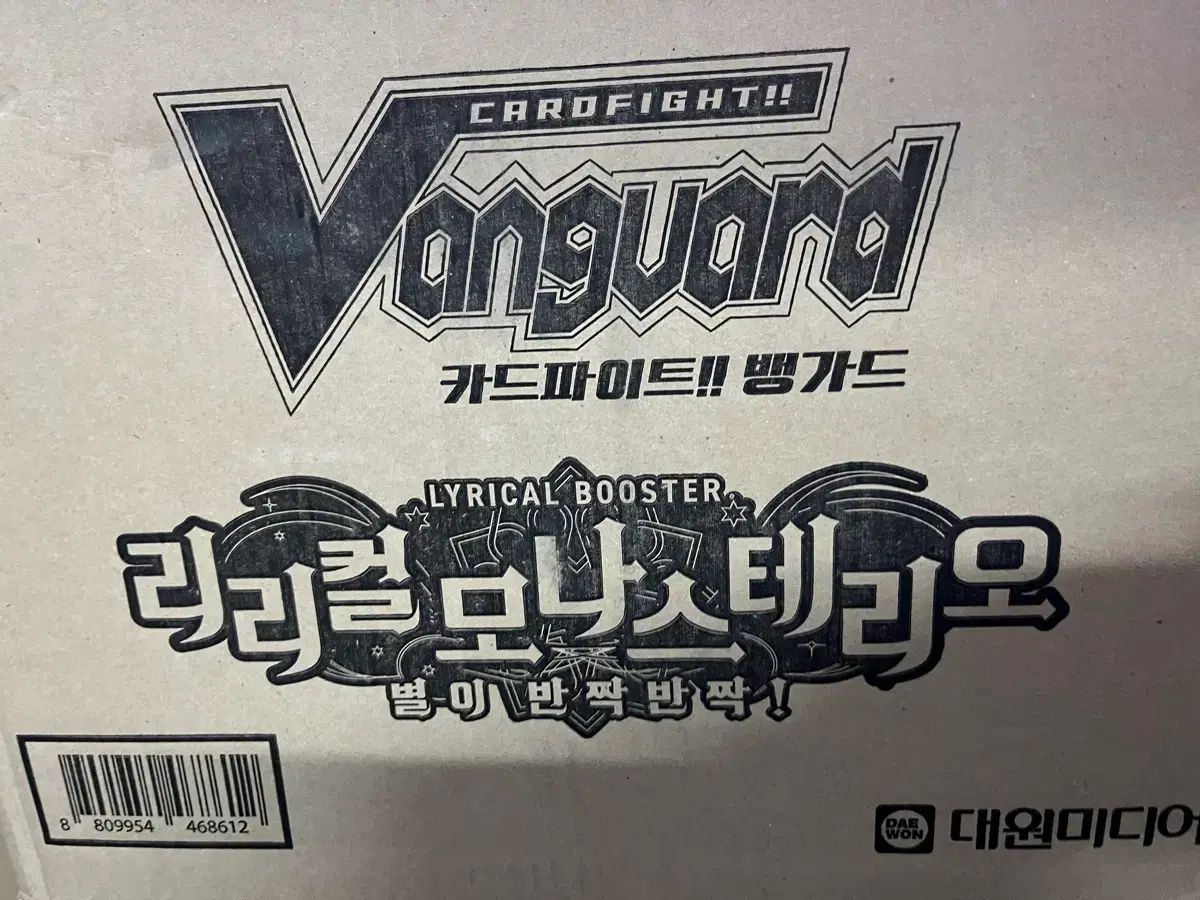 CARDFIGHT!!
Vanguard
카드파이트!! 뱅가드
LYRICAL BOOSTER
리리컬모나스테리오
별이 반짝반짝!
8 809954 468612
DAE WON 대원미디어